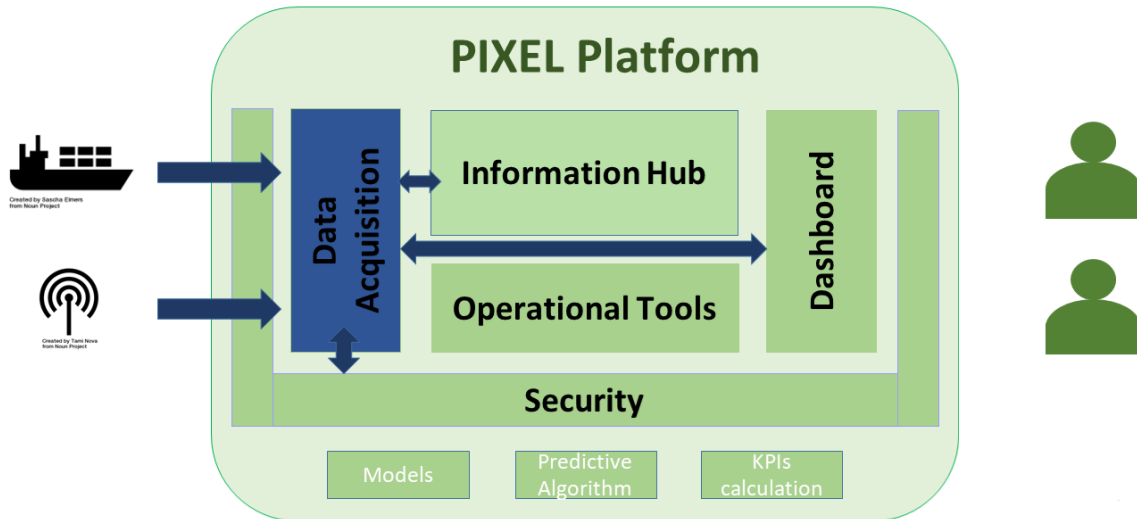 PIXEL Platform
Created by Sascha Elmers
from Noun Project
Data
Acquisition
Information Hub
Dashboard
Created by Tami Nova
from Noun Project
Operational Tools
Security
Models
Predictive
Algorithm
KPIs
calculation